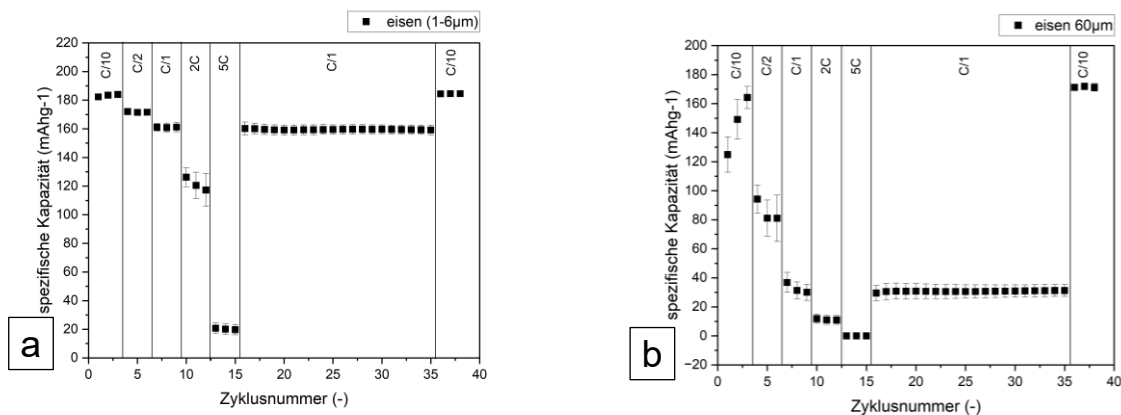 eisen (1-6µm)
220
200
180
160
140
120
100
80
60
40
20
0
C/10
C/2
C/1
2C
5C
C/1
C/10
spezifische Kapazität (mAhg-1)
0 5 10 15 20 25 30 35 40
Zyklusnummer (-)
a
eisen 60µm
200
180
160
140
120
100
80
60
40
20
0
−20
C/10
C/2
C/1
2C
5C
C/1
C/10
spezifische Kapazität (mAhg-1)
0 5 10 15 20 25 30 35 40
Zyklusnummer (-)
b